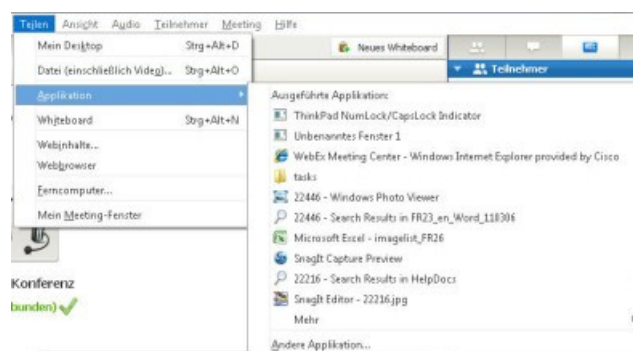 Teilen Ansicht Audio Teilnehmer Meeting Hilfe
Mein Desktop Strg+Alt+D
Neues Whiteboard
Datei (einschließlich Video)... Strg+Alt+O
Teilnehmer
Applikation
Ausgeführte Applikation:
ThinkPad NumLock/CapsLock Indicator
Whiteboard Strg+Alt+N
Unbenanntes Fenster 1
Webinhalte...
WebEx Meeting Center - Windows Internet Explorer provided by Cisco
Webbrowser
tasks
Ferncomputer...
22446 - Windows Photo Viewer
Mein Meeting-Fenster
22446 - Search Results in FR23_en_Word_110306
Microsoft Excel - imagelist_FR26
SnagIt Capture Preview
Konferenz
22216 - Search Results in HelpDocs
bunden)
SnagIt Editor - 22216.jpg
Mehr
Andere Applikation...